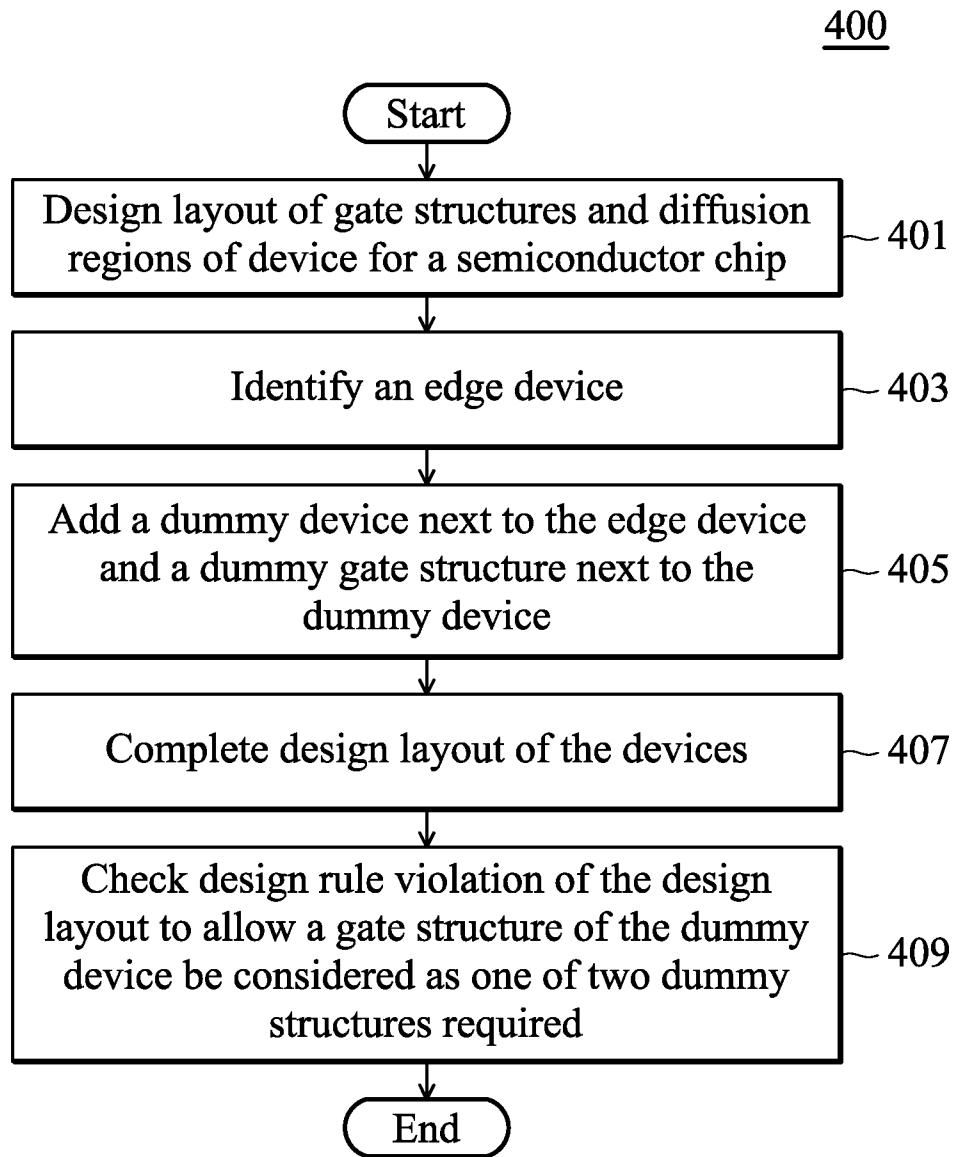 400
Start
Design layout of gate structures and diffusion
regions of device for a semiconductor chip
401
Identify an edge device
403
Add a dummy device next to the edge device
and a dummy gate structure next to the
dummy device
405
Complete design layout of the devices
407
Check design rule violation of the design
layout to allow a gate structure of the dummy
device be considered as one of two dummy
structures required
409
End